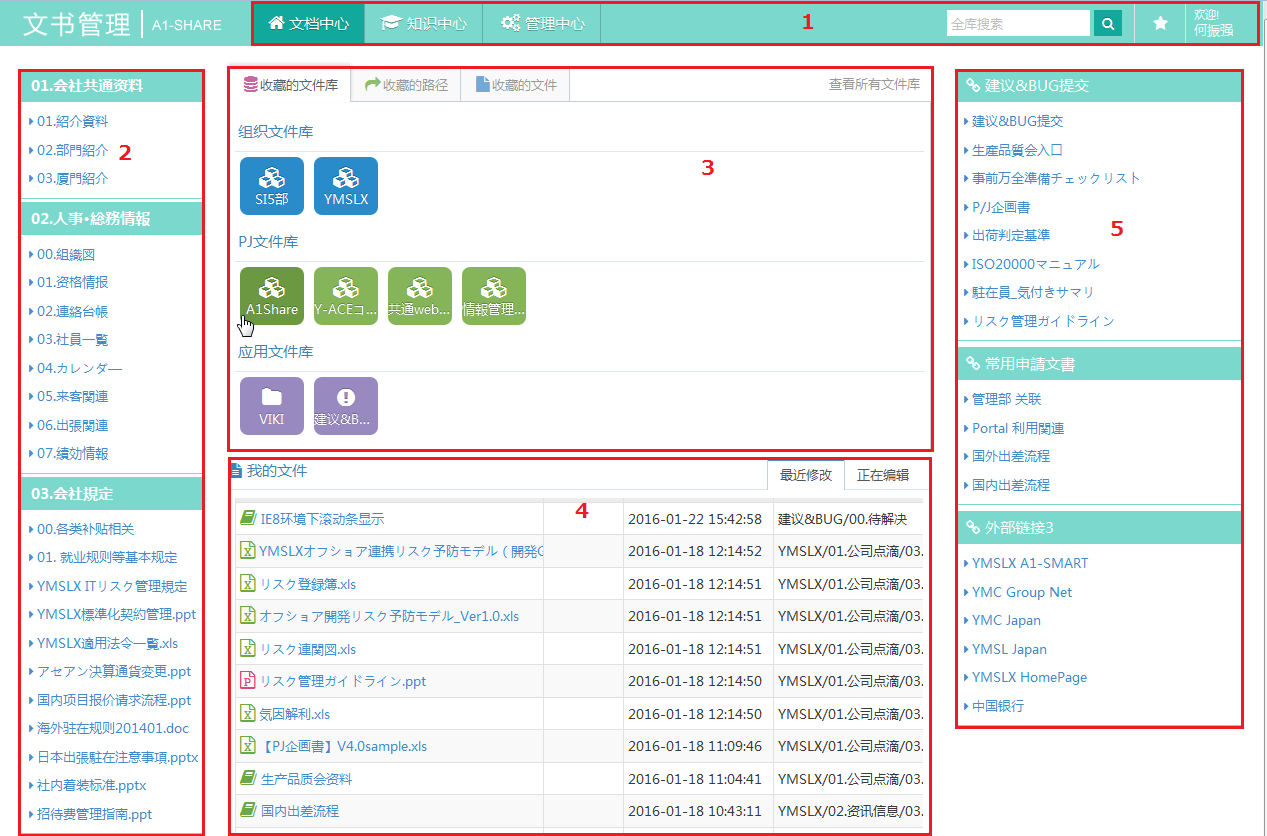 文书管理 A1-SHARE 文档中心 知识中心 管理中心 1 全库搜索 欢迎!
何振强
01.会社共通资料
01.紹介資料
02.部門紹介 2
03.厦門紹介
02.人事・総務情報
00.組織図
01.资格情报
02.連絡台帳
03.社員一覧
04.カレンダ—
05.来客関連
06.出張関連
07.績効情報
03.会社規定
00.各类补贴相关
01. 就业规则等基本规定
YMSLX ITリスク管理規定
YMSLX標準化契約管理.ppt
YMSLX適用法令一覧.xls
アセアン決算通貨変更.ppt
国内项目报价请求流程.ppt
海外驻在规则201401.doc
日本出張駐在注意事項.pptx
社内着装标准.pptx
招待费管理指南.ppt
收藏的文件库 收藏的路径 收藏的文件 查看所有文件库
组织文件库
3
SI5部 YMSLX
PJ文件库
A1Share Y-ACEコ... 共通web... 情報管理...
应用文件库
VIKI 建议&B...
我的文件 最近修改 正在编辑
4
IE8环境下滚动条显示 2016-01-22 15:42:58 建议&BUG/00.待解决
YMSLXオフショア連携リスク予防モデル（開発G 2016-01-18 12:14:52 YMSLX/01.公司点滴/03.
リスク登録簿.xls 2016-01-18 12:14:51 YMSLX/01.公司点滴/03.
オフショア開発リスク予防モデル_Ver1.0.xls 2016-01-18 12:14:51 YMSLX/01.公司点滴/03.
リスク連関図.xls 2016-01-18 12:14:51 YMSLX/01.公司点滴/03.
リスク管理ガイドライン.ppt 2016-01-18 12:14:50 YMSLX/01.公司点滴/03.
気因解利.xls 2016-01-18 12:14:50 YMSLX/01.公司点滴/03.
【PJ企画書】V4.0sample.xls 2016-01-18 11:09:46 YMSLX/01.公司点滴/03.
生产品质会资料 2016-01-18 11:04:41 YMSLX/01.公司点滴/03.
国内出差流程 2016-01-18 10:43:11 YMSLX/02.资讯信息/03.
建议&BUG提交
建议&BUG提交
生産品質会入口
事前万全準備チェックリスト
P/J企画書
出荷判定基準 5
ISO20000マニュアル
駐在員_気付きサマリ
リスク管理ガイドライン
常用申請文書
管理部 关联
Portal 利用関連
国外出差流程
国内出差流程
外部链接3
YMSLX A1-SMART
YMC Group Net
YMC Japan
YMSL Japan
YMSLX HomePage
中国银行